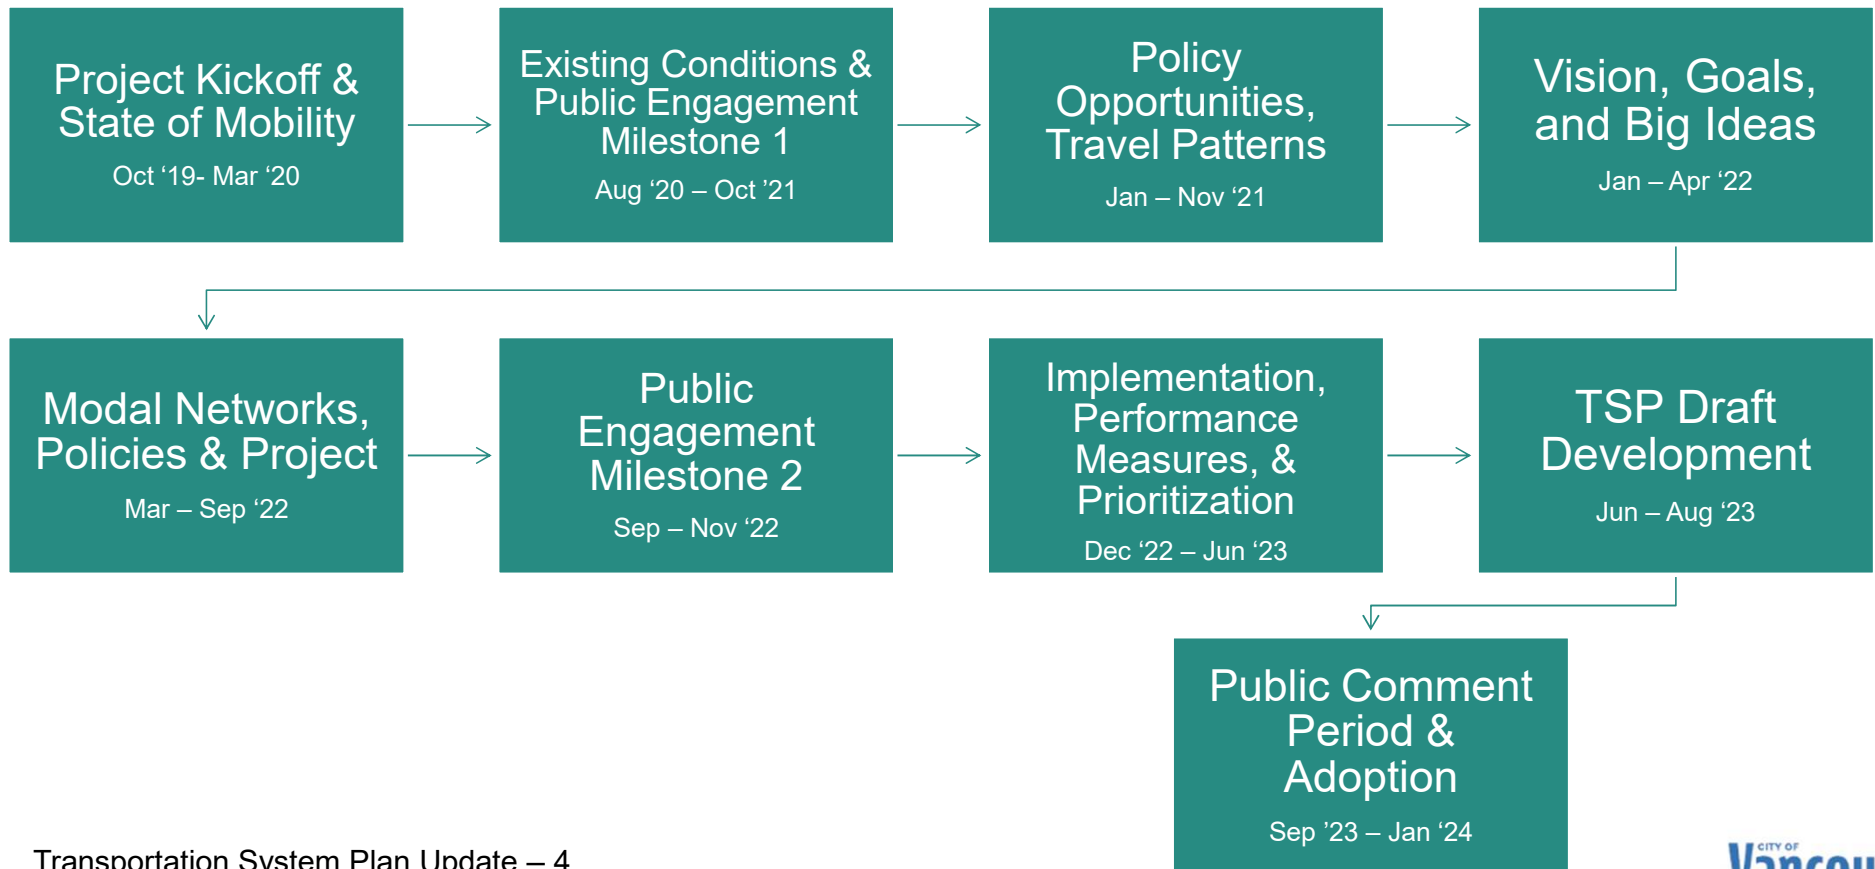 Project Kickoff &
State of Mobility
Oct ‘19- Mar ‘20
Existing Conditions &
Public Engagement
Milestone 1
Aug ‘20 – Oct ’21
Policy
Opportunities,
Travel Patterns
Jan – Nov ‘21
Vision, Goals,
and Big Ideas
Jan – Apr ‘22
Modal Networks,
Policies & Project
Mar – Sep ‘22
Public
Engagement
Milestone 2
Sep – Nov ‘22
Implementation,
Performance
Measures, &
Prioritization
Dec ‘22 – Jun ‘23
TSP Draft
Development
Jun – Aug ‘23
Public Comment
Period &
Adoption
Sep ’23 – Jan ‘24
Transportation System Plan Update – 4
CITY OF